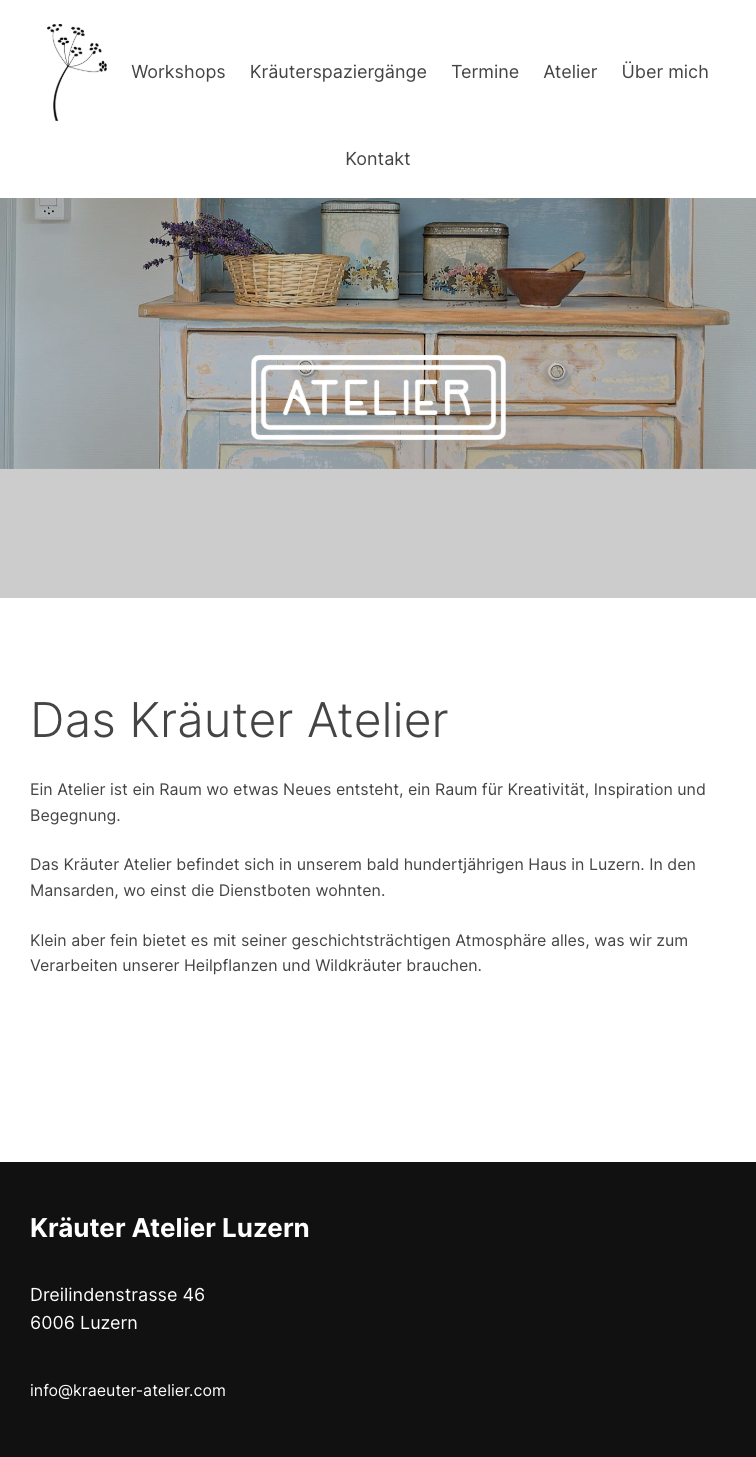 Workshops Kräuterspaziergänge Termine Atelier Über mich
Kontakt
ATELIER
Das Kräuter Atelier
Ein Atelier ist ein Raum wo etwas Neues entsteht, ein Raum für Kreativität, Inspiration und
Begegnung.
Das Kräuter Atelier befindet sich in unserem bald hundertjährigen Haus in Luzern. In den
Mansarden, wo einst die Dienstboten wohnten.
Klein aber fein bietet es mit seiner geschichtsträchtigen Atmosphäre alles, was wir zum
Verarbeiten unserer Heilpflanzen und Wildkräuter brauchen.
Kräuter Atelier Luzern
Dreilindenstrasse 46
6006 Luzern
info@kraeuter-atelier.com